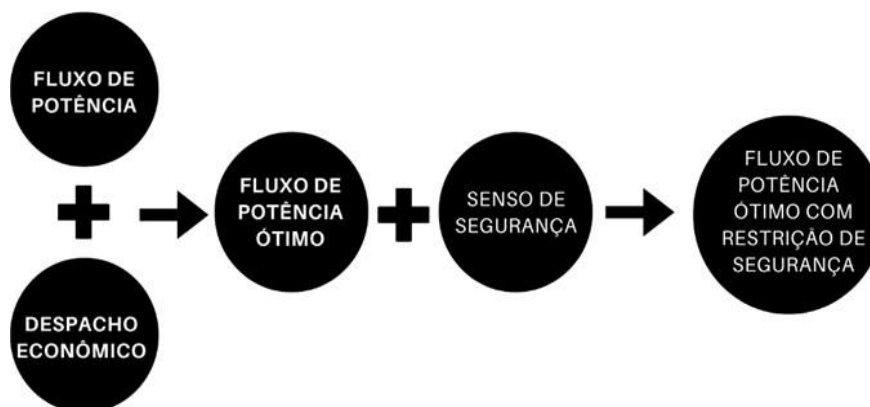 FLUXO DE
POTÊNCIA
DESPACHO
ECONÔMICO
FLUXO DE
POTÊNCIA
ÓTIMO
SENSO DE
SEGURANÇA
FLUXO DE
POTÊNCIA
ÓTIMO COM
RESTRIÇÃO DE
SEGURANÇA